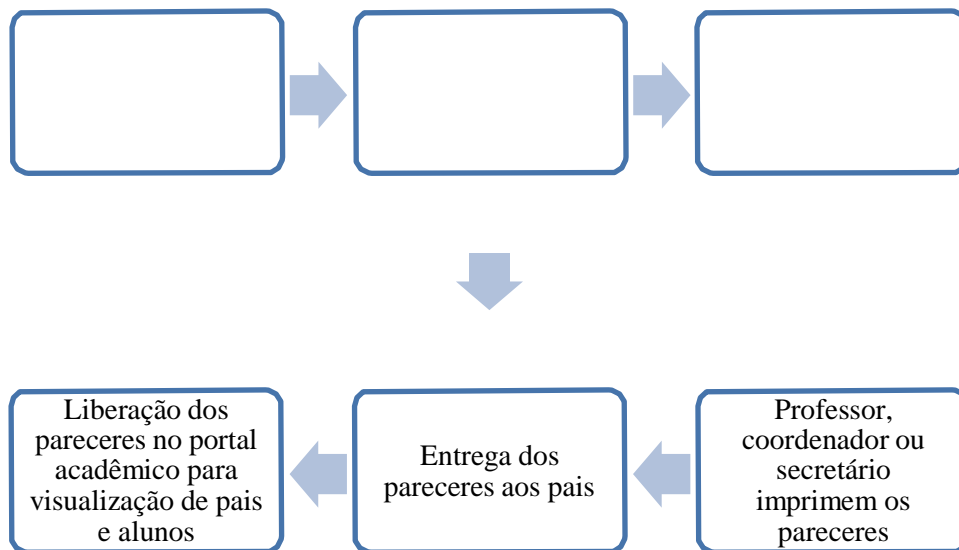 Liberação dos
pareceres no portal
acadêmico para
visualização de pais
e alunos
Entrega dos
pareceres aos pais
Professor,
coordenador ou
secretário
imprimem os
pareceres